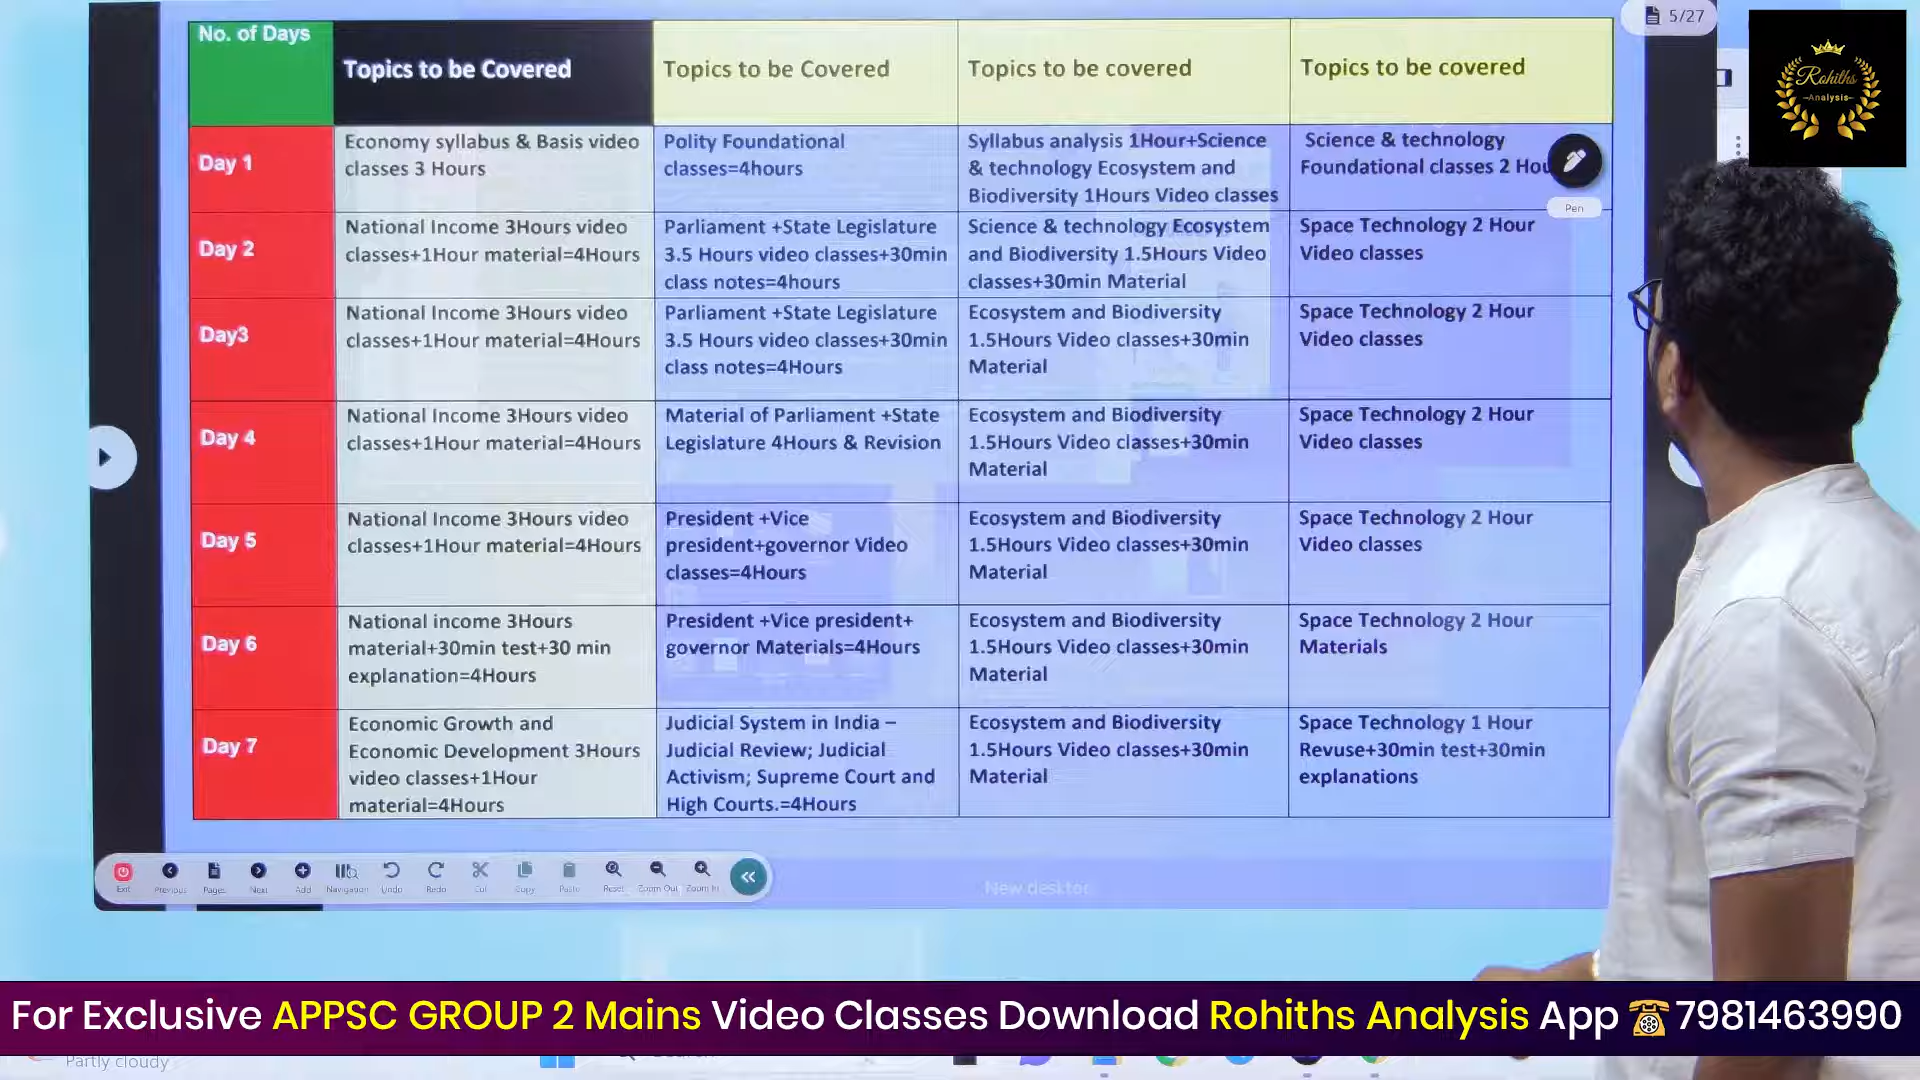 5/27
Rohiths
Analysis
No. of Days
Topics to be Covered
Topics to be Covered
Topics to be covered
Topics to be covered
Day 1
Economy syllabus & Basis video
classes 3 Hours
Polity Foundational
classes=4hours
Syllabus analysis 1Hour+Science
& technology Ecosystem and
Biodiversity 1Hours Video classes
Science & technology
Foundational classes 2 Hou
Pen
Day 2
National Income 3Hours video
classes+1Hour material=4Hours
Parliament +State Legislature
3.5 Hours video classes+30min
class notes=4hours
Science & technology Ecosystem
and Biodiversity 1.5Hours Video
classes+30min Material
Space Technology 2 Hour
Video classes
Day3
National Income 3Hours video
classes+1Hour material=4Hours
Parliament +State Legislature
3.5 Hours video classes+30min
class notes=4Hours
Ecosystem and Biodiversity
1.5Hours Video classes+30min
Material
Space Technology 2 Hour
Video classes
Day 4
National Income 3Hours video
classes+1Hour material=4Hours
Material of Parliament +State
Legislature 4Hours & Revision
Ecosystem and Biodiversity
1.5Hours Video classes+30min
Material
Space Technology 2 Hour
Video classes
Day 5
National Income 3Hours video
classes+1Hour material=4Hours
President +Vice
president+governor Video
classes=4Hours
Ecosystem and Biodiversity
1.5Hours Video classes+30min
Material
Space Technology 2 Hour
Video classes
Day 6
National income 3Hours
material+30min test+30 min
explanation=4Hours
President +Vice president+
governor Materials=4Hours
Ecosystem and Biodiversity
1.5Hours Video classes+30min
Material
Space Technology 2 Hour
Materials
Day 7
Economic Growth and
Economic Development 3Hours
video classes+1Hour
material=4Hours
Judicial System in India –
Judicial Review; Judicial
Activism; Supreme Court and
High Courts.=4Hours
Ecosystem and Biodiversity
1.5Hours Video classes+30min
Material
Space Technology 1 Hour
Revuse+30min test+30min
explanations
Exit Previous Pages Next Add Navigation Undo Redo Cut Copy Paste Reset Zoom Out Zoom In
New desktop
For Exclusive APPSC GROUP 2 Mains Video Classes Download Rohiths Analysis App 7981463990
Partly cloudy